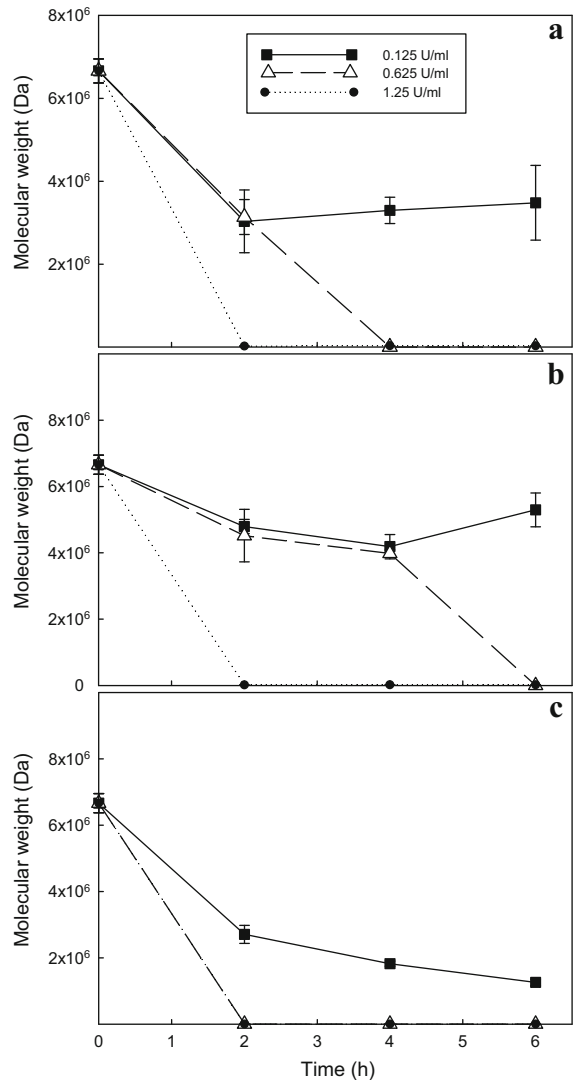 a
8x10⁶
6x10⁶
4x10⁶
2x10⁶
Molecular weight (Da)
0.125 U/ml
0.625 U/ml
1.25 U/ml
b
8x10⁶
6x10⁶
4x10⁶
2x10⁶
0
Molecular weight (Da)
c
8x10⁶
6x10⁶
4x10⁶
2x10⁶
Molecular weight (Da)
0 1 2 3 4 5 6
Time (h)